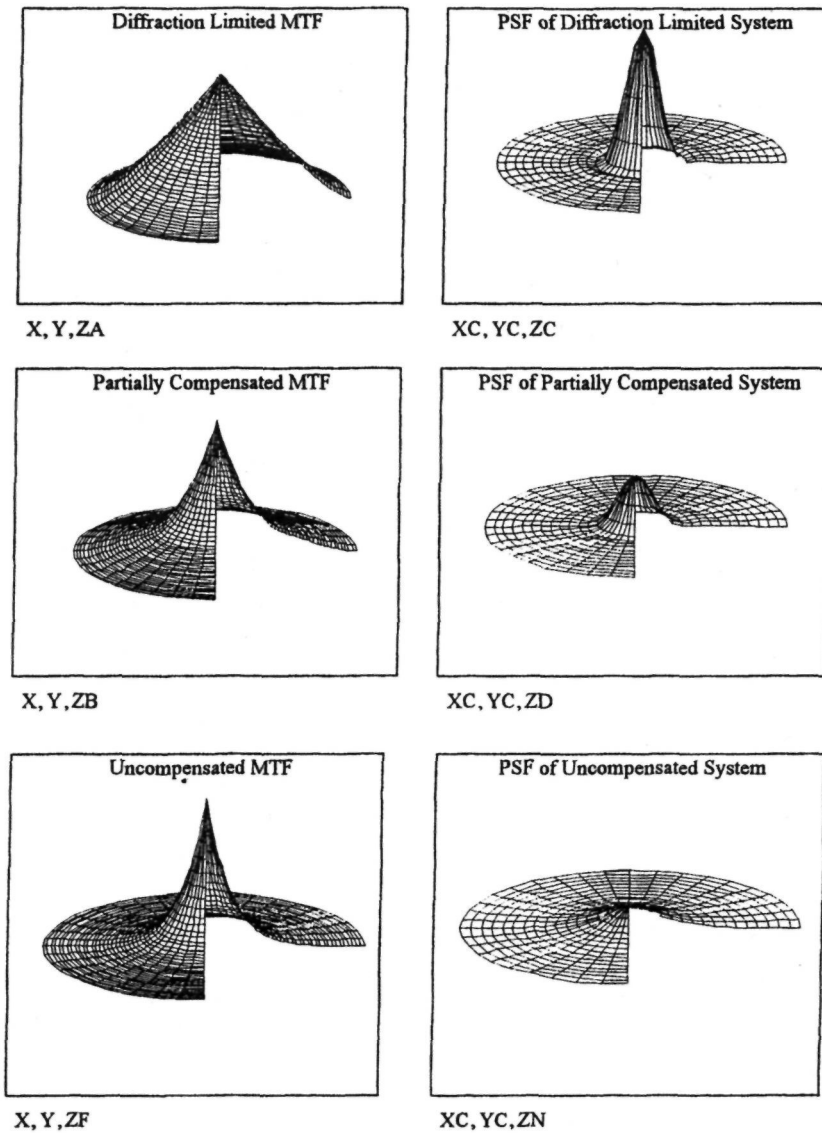 Diffraction Limited MTF
PSF of Diffraction Limited System
X, Y, ZA
XC, YC, ZC
Partially Compensated MTF
PSF of Partially Compensated System
X, Y, ZB
XC, YC, ZD
Uncompensated MTF
PSF of Uncompensated System
X, Y, ZF
XC, YC, ZN